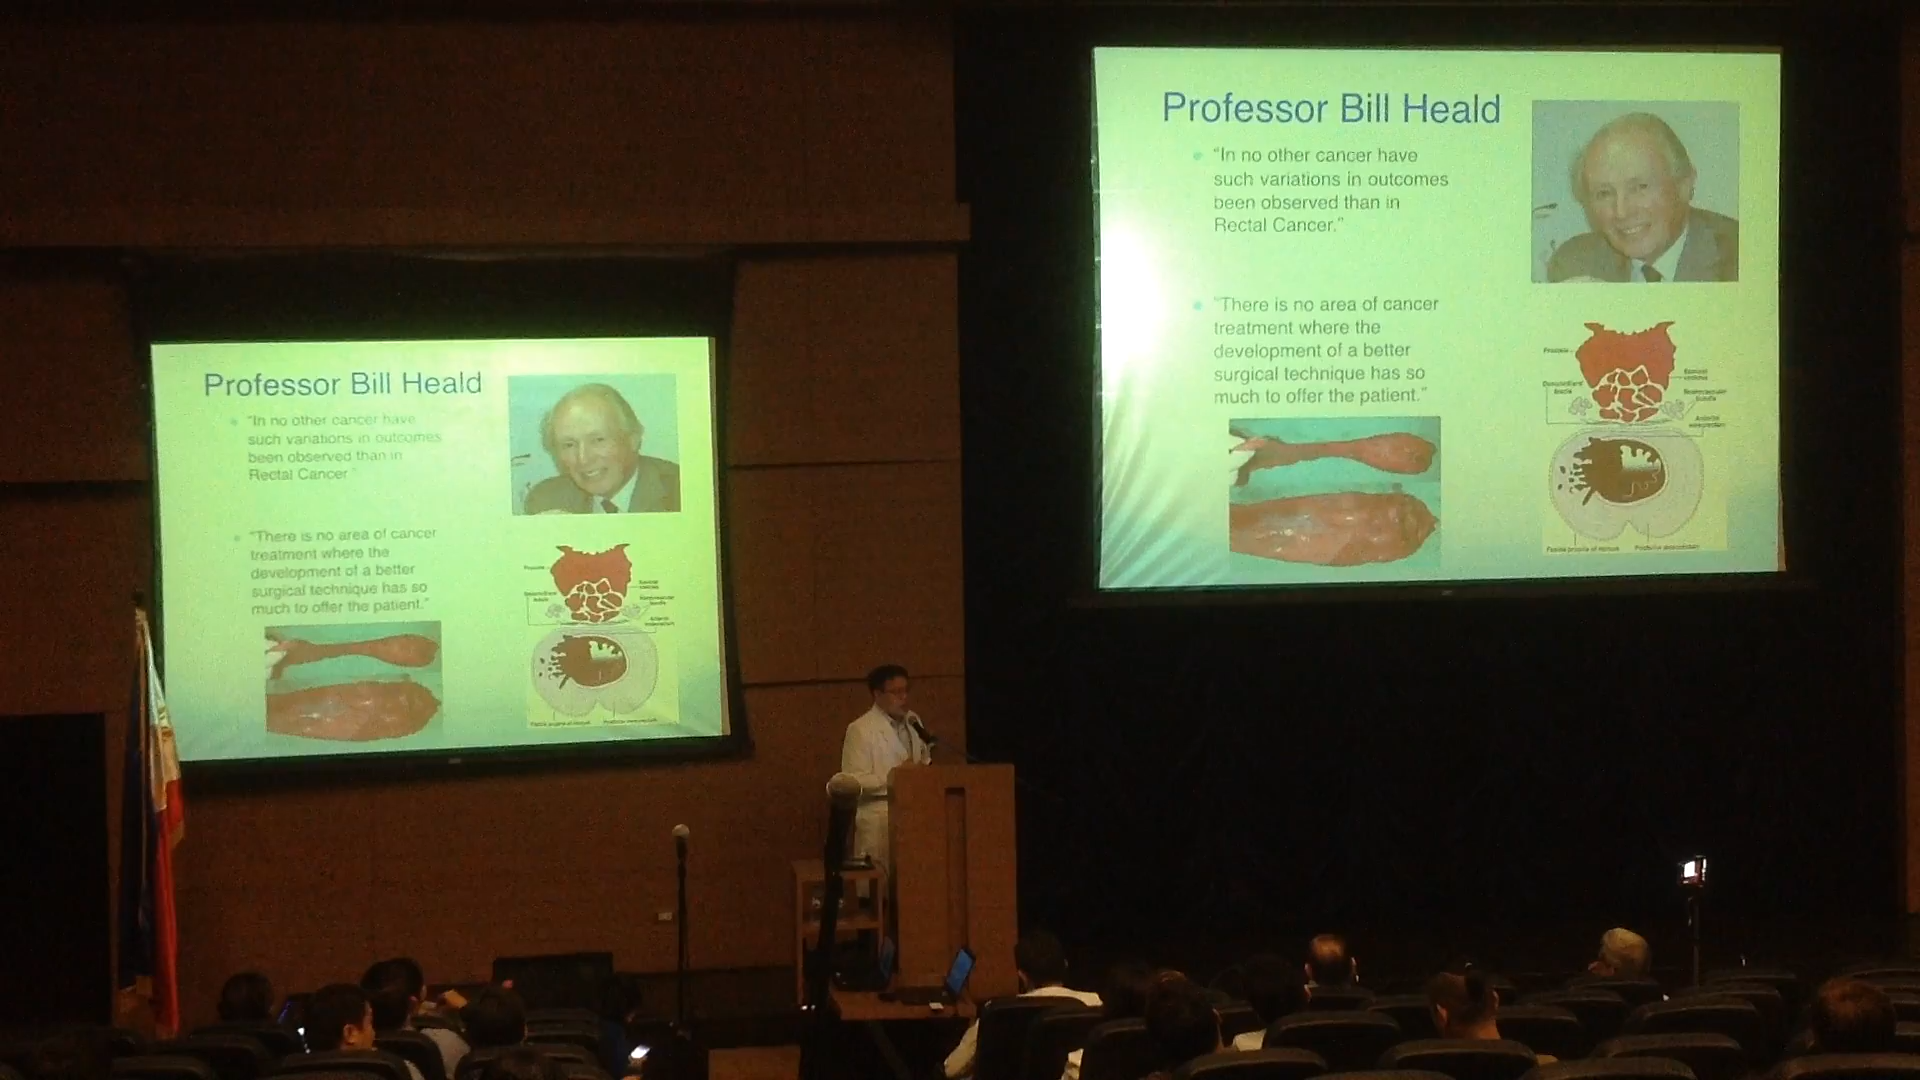 Professor Bill Heald
"In no other cancer have
such variations in outcomes
been observed than in
Rectal Cancer."
"There is no area of cancer
treatment where the
development of a better
surgical technique has so
much to offer the patient."
Professor Bill Heald
"In no other cancer have
such variations in outcomes
been observed than in
Rectal Cancer."
"There is no area of cancer
treatment where the
development of a better
surgical technique has so
much to offer the patient."
Prostate